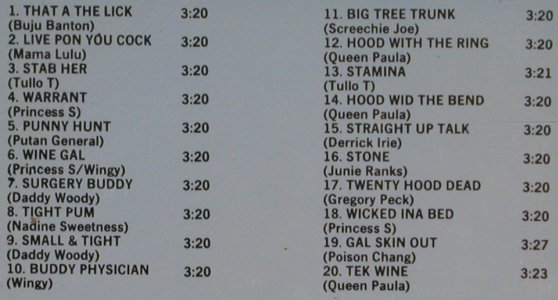 1. THAT A THE LICK 3:20
(Buju Banton)
2. LIVE PON YOU COCK 3:20
(Mama Lulu)
3. STAB HER 3:20
(Tullo T)
4. WARRANT 3:20
(Princess S)
5. PUNNY HUNT 3:20
(Putan General)
6. WINE GAL 3:20
(Princess S/Wingy)
7. SURGERY BUDDY 3:20
(Daddy Woody)
8. TIGHT PUM 3:20
(Nadine Sweetness)
9. SMALL & TIGHT 3:20
(Daddy Woody)
10. BUDDY PHYSICIAN 3:20
(Wingy)
11. BIG TREE TRUNK 3:20
(Screechie Joe)
12. HOOD WITH THE RING 3:20
(Queen Paula)
13. STAMINA 3:21
(Tullo T)
14. HOOD WID THE BEND 3:20
(Queen Paula)
15. STRAIGHT UP TALK 3:20
(Derrick Irie)
16. STONE 3:20
(Junie Ranks)
17. TWENTY HOOD DEAD 3:20
(Gregory Peck)
18. WICKED INA BED 3:20
(Princess S)
19. GAL SKIN OUT 3:27
(Poison Chang)
20. TEK WINE 3:23
(Queen Paula)